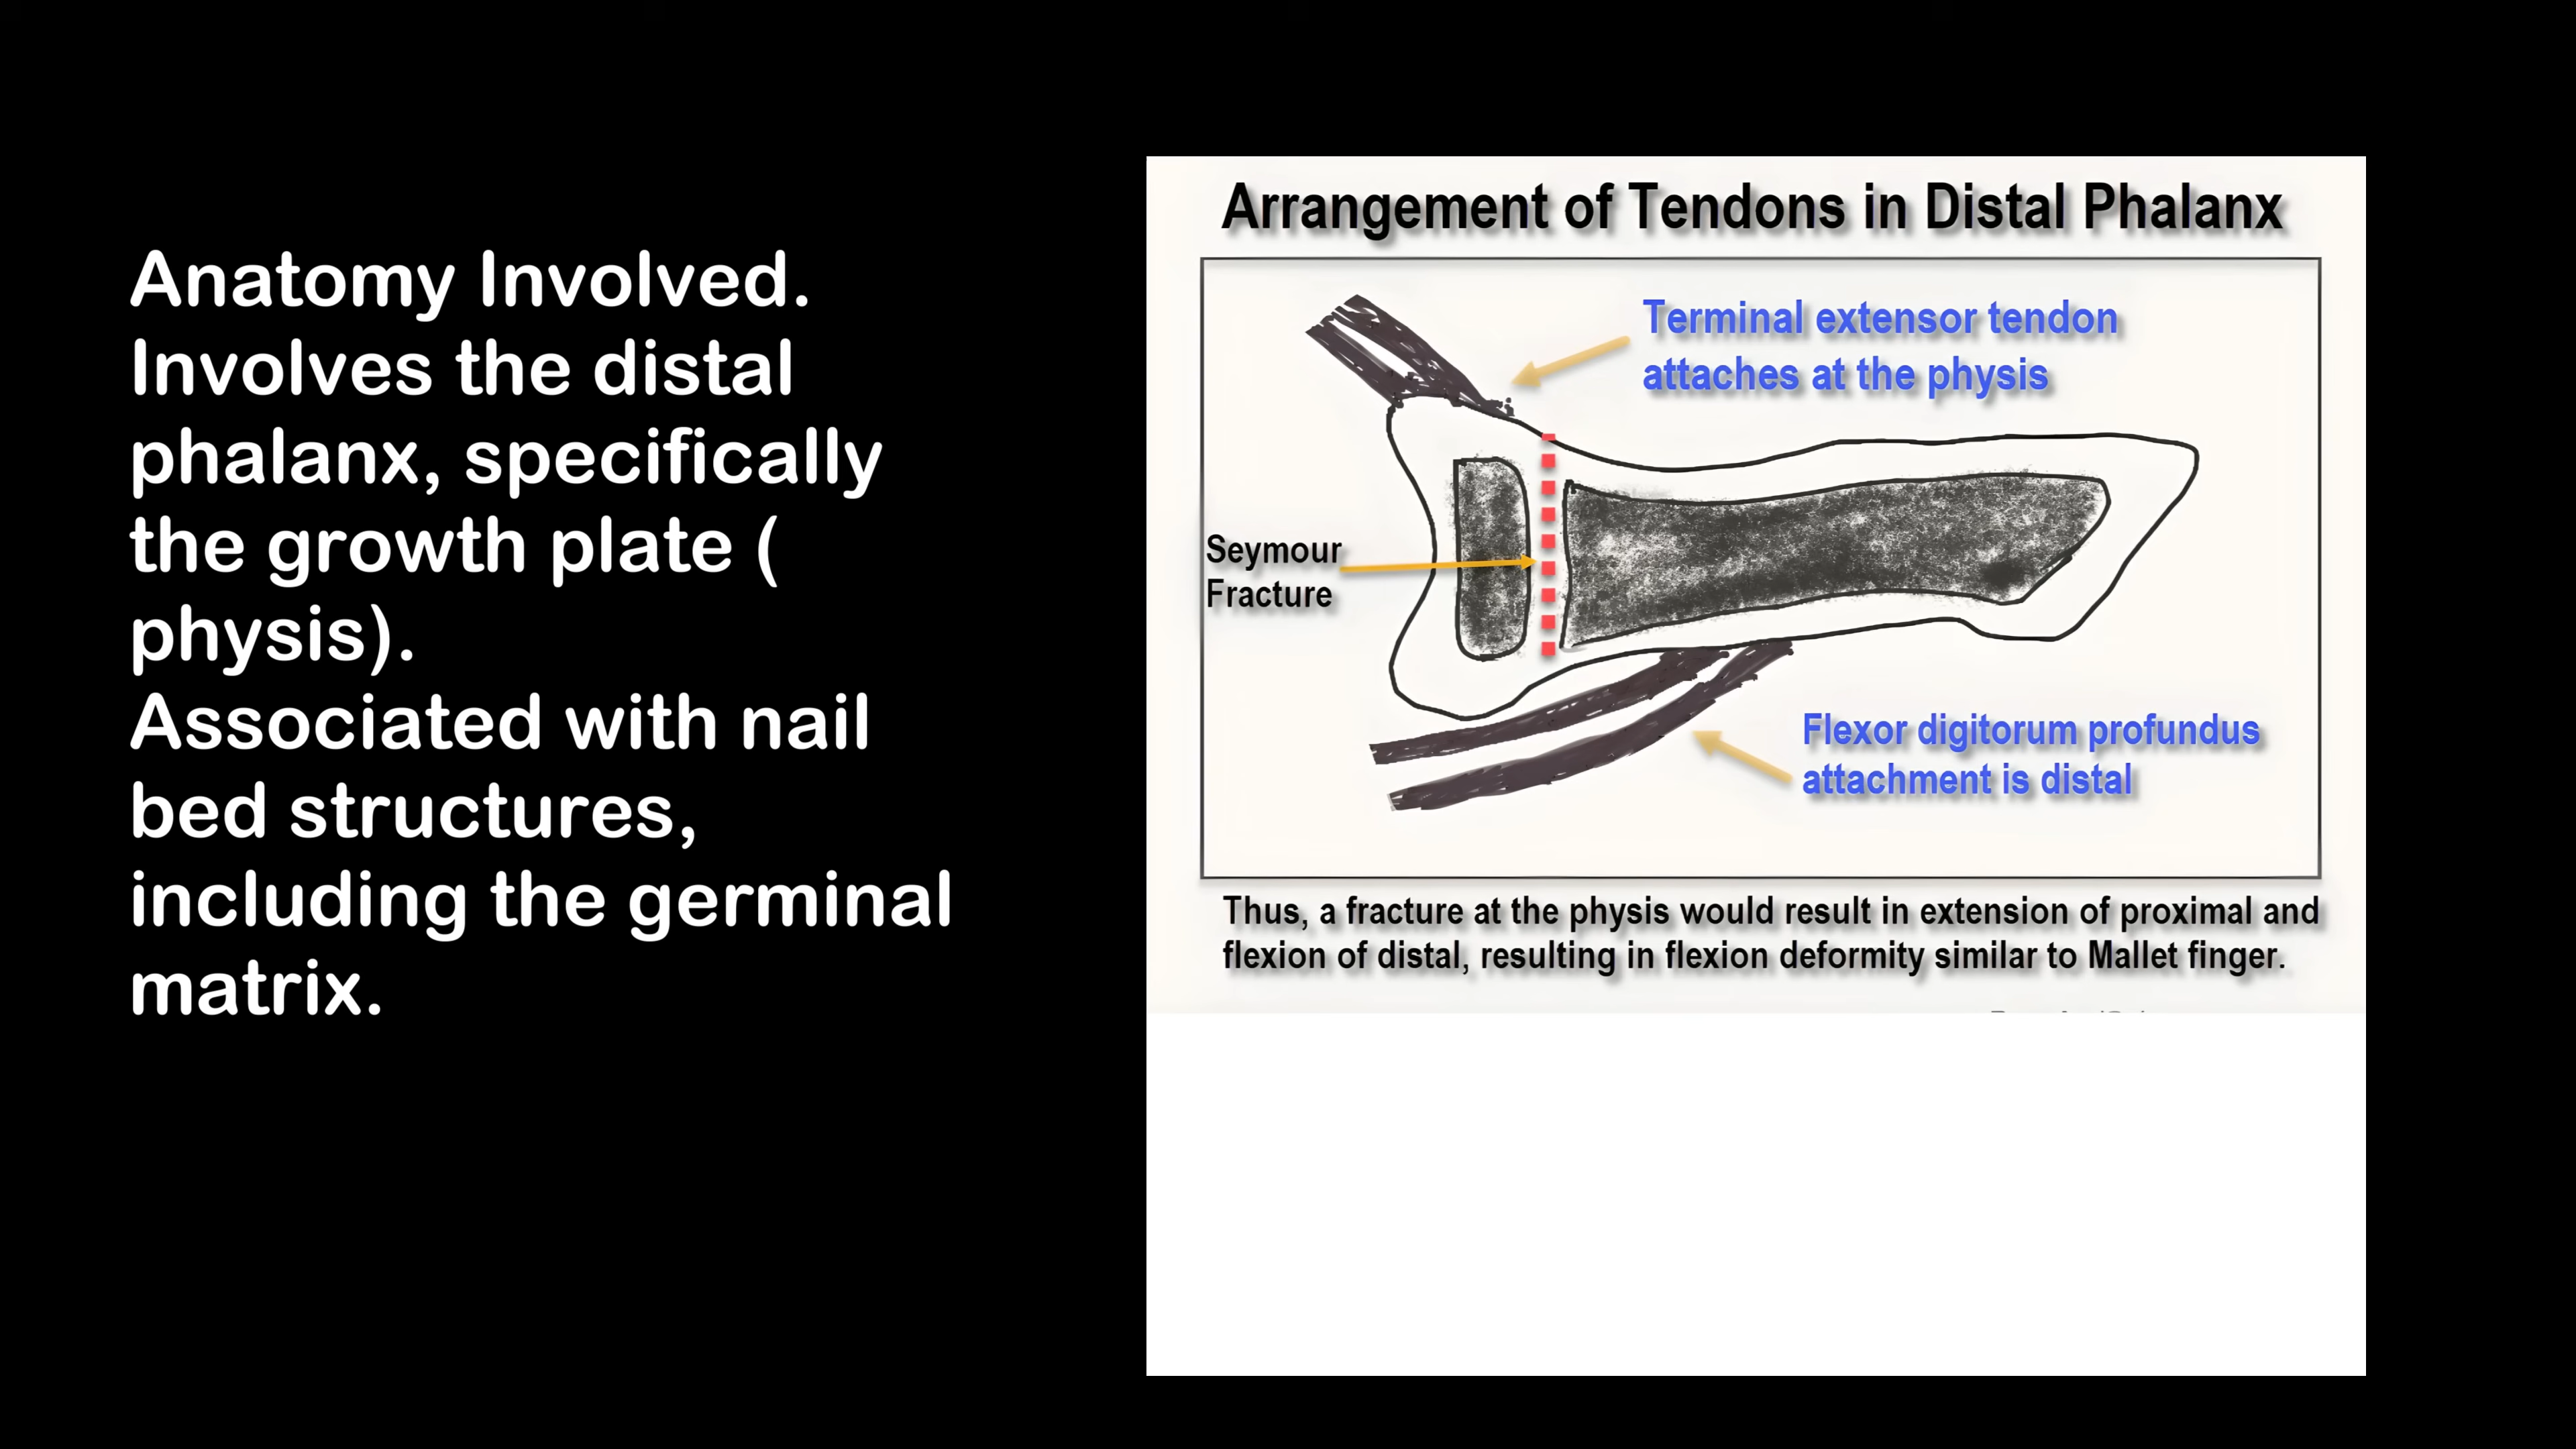 Anatomy Involved.
Involves the distal
phalanx, specifically
the growth plate (
physis).
Associated with nail
bed structures,
including the germinal
matrix.
Arrangement of Tendons in Distal Phalanx
Terminal extensor tendon
attaches at the physis
Seymour
Fracture
Flexor digitorum profundus
attachment is distal
Thus, a fracture at the physis would result in extension of proximal and
flexion of distal, resulting in flexion deformity similar to Mallet finger.